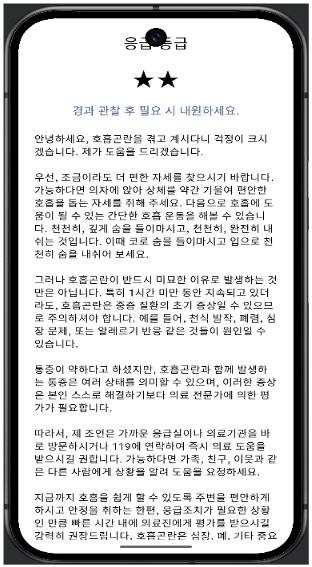 응급 등급
★★
경과 관찰 후 필요 시 내원하세요.
안녕하세요, 호흡곤란을 겪고 계시다니 걱정이 크시
겠습니다. 제가 도움을 드리겠습니다.
우선, 조금이라도 더 편한 자세를 찾으시기 바랍니다.
가능하다면 의자에 앉아 상체를 약간 기울여 편안한
호흡을 돕는 자세를 취해 주세요. 다음으로 호흡에 도
움이 될 수 있는 간단한 호흡 운동을 해볼 수 있습니
다. 천천히, 깊게 숨을 들이마시고, 천천히, 완전히 내
쉬는 것입니다. 이때 코로 숨을 들이마시고 입으로 천
천히 숨을 내쉬어 보세요.
그러나 호흡곤란이 반드시 미묘한 이유로 발생하는 것
만은 아닙니다. 특히 1시간 미만 동안 지속되고 있더
라도, 호흡곤란은 중증 질환의 초기 증상일 수 있으므
로 주의하셔야 합니다. 예를 들어, 천식 발작, 폐렴, 심
장 문제, 또는 알레르기 반응 같은 것들이 원인일 수
있습니다.
통증이 약하다고 하셨지만, 호흡곤란과 함께 발생하
는 통증은 여러 상태를 의미할 수 있으며, 이러한 증상
은 본인 스스로 해결하기보다 의료 전문가에 의한 평
가가 필요합니다.
따라서, 제 조언은 가까운 응급실이나 의료기관을 바
로 방문하시거나 119에 연락하여 즉시 의료 도움을
받으시길 권합니다. 가능하다면 가족, 친구, 이웃과 같
은 다른 사람에게 상황을 알려 도움을 요청하세요.
지금까지 호흡을 쉽게 할 수 있도록 주변을 편안하게
하시고 안정을 취하는 한편, 응급조치가 필요한 상황
인 만큼 빠른 시간 내에 의료진에게 평가를 받으시길
강력히 권장드립니다. 호흡곤란은 심장, 폐, 기타 중요